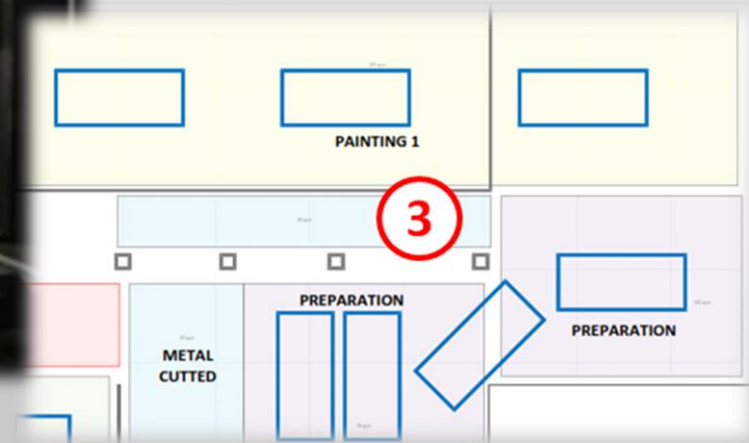 PAINTING 1
3
PREPARATION
PREPARATION
METAL
CUTTED